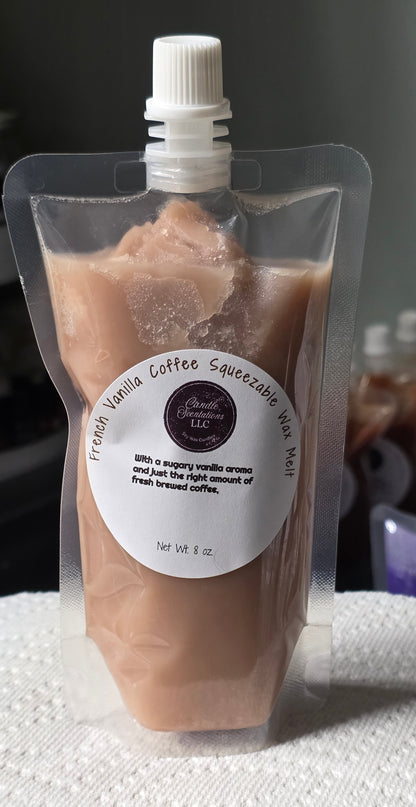 French Vanilla Coffee Squeezable Wax Melt
Candle
Scentsations
LLC
With a sugary vanilla aroma
and just the right amount of
fresh brewed coffee.
Net Wt. 8 oz.